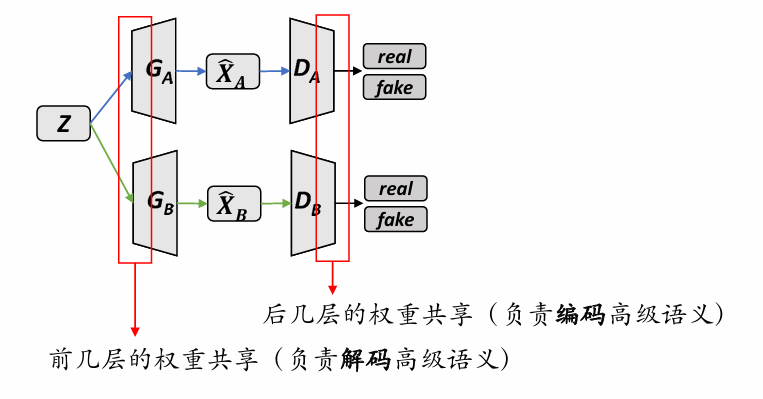 real
G_A
X̂_A
D_A
fake
Z
real
G_B
X̂_B
D_B
fake
后几层的权重共享（负责编码高级语义）
前几层的权重共享（负责解码高级语义）